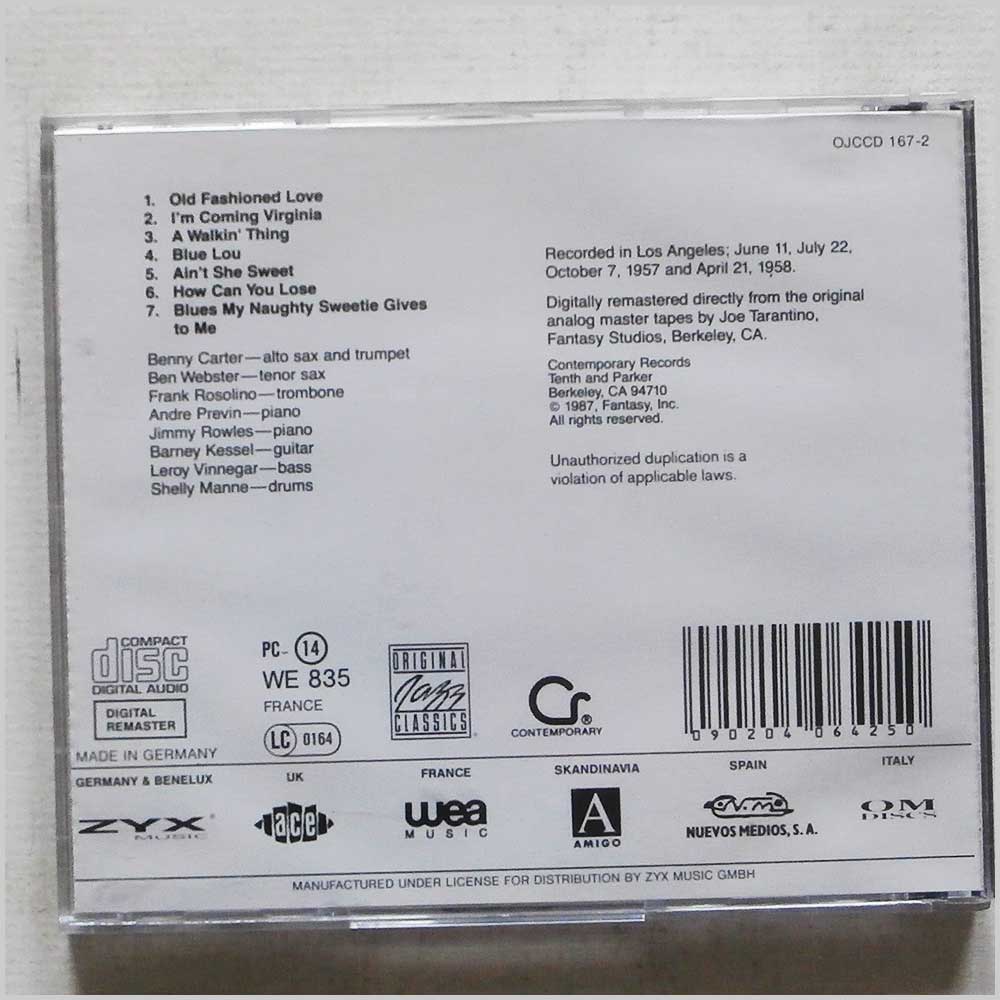 OJCCD 167-2
1. Old Fashioned Love
2. I'm Coming Virginia
3. A Walkin' Thing
4. Blue Lou
5. Ain't She Sweet
6. How Can You Lose
7. Blues My Naughty Sweetie Gives
to Me
Benny Carter—alto sax and trumpet
Ben Webster—tenor sax
Frank Rosolino—trombone
Andre Previn—piano
Jimmy Rowles—piano
Barney Kessel—guitar
Leroy Vinnegar—bass
Shelly Manne—drums
Recorded in Los Angeles; June 11, July 22,
October 7, 1957 and April 21, 1958.
Digitally remastered directly from the original
analog master tapes by Joe Tarantino,
Fantasy Studios, Berkeley, CA.
Contemporary Records
Tenth and Parker
Berkeley, CA 94710
© 1987, Fantasy, Inc.
All rights reserved.
Unauthorized duplication is a
violation of applicable laws.
COMPACT
disc
DIGITAL AUDIO
DIGITAL
REMASTER
MADE IN GERMANY
PC- 14
WE 835
FRANCE
LC 0164
ORIGINAL
Jazz
CLASSICS
Cr®
CONTEMPORARY
090204 064250
GERMANY & BENELUX
ZYX®
MUSIC
UK
ace
FRANCE
wea
MUSIC
SKANDINAVIA
A
AMIGO
SPAIN
N.M.
NUEVOS MEDIOS, S.A.
ITALY
OM
DISCS
MANUFACTURED UNDER LICENSE FOR DISTRIBUTION BY ZYX MUSIC GMBH